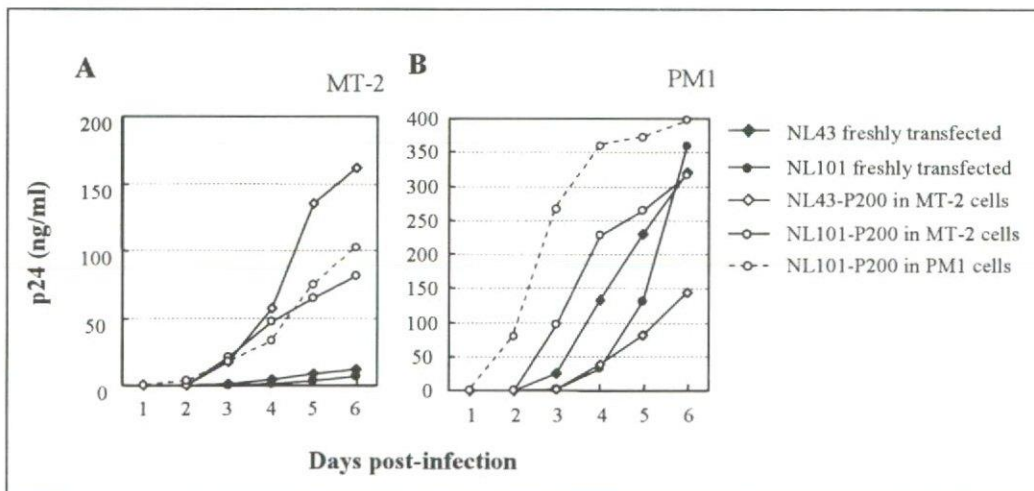 A
MT-2
B
PM1
200
150
100
50
0
400
350
300
250
200
150
100
50
0
p24 (ng/ml)
1 2 3 4 5 6
1 2 3 4 5 6
Days post-infection
NL43 freshly transfected
NL101 freshly transfected
NL43-P200 in MT-2 cells
NL101-P200 in MT-2 cells
NL101-P200 in PM1 cells